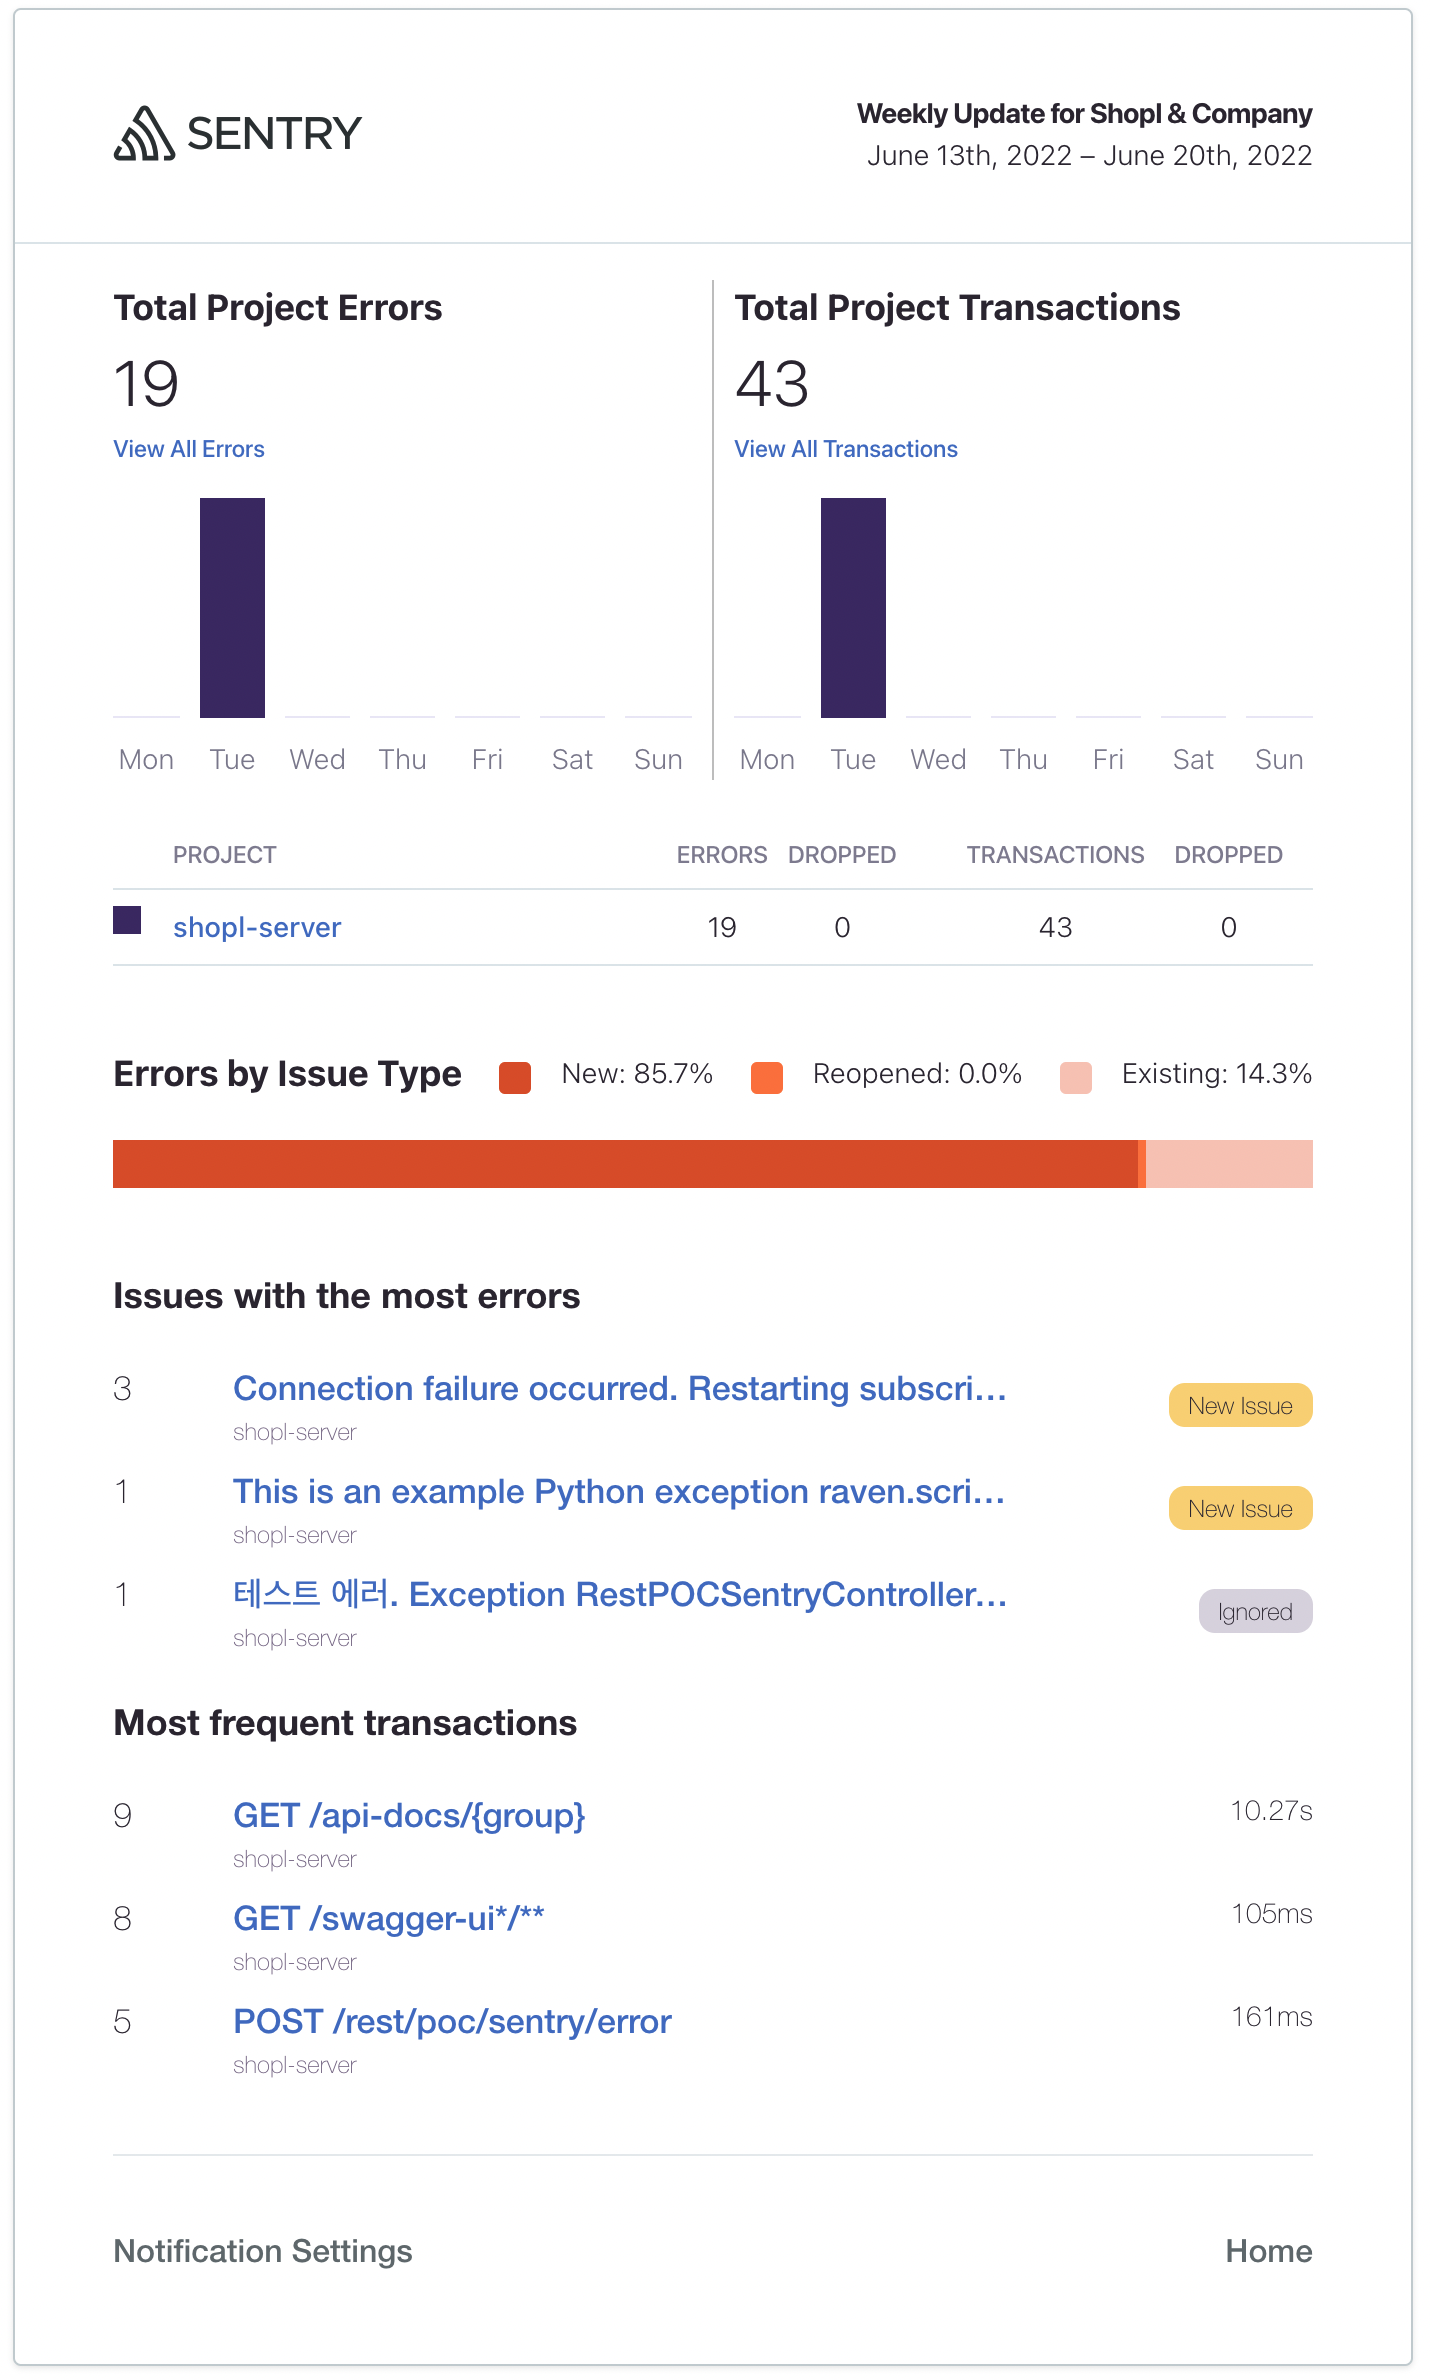 SENTRY
Weekly Update for Shopl & Company
June 13th, 2022 – June 20th, 2022
Total Project Errors
19
View All Errors
Mon Tue Wed Thu Fri Sat Sun
Total Project Transactions
43
View All Transactions
Mon Tue Wed Thu Fri Sat Sun
PROJECT ERRORS DROPPED TRANSACTIONS DROPPED
shopl-server 19 0 43 0
Errors by Issue Type New: 85.7% Reopened: 0.0% Existing: 14.3%
Issues with the most errors
3 Connection failure occurred. Restarting subscri... New Issue
shopl-server
1 This is an example Python exception raven.scri... New Issue
shopl-server
1 테스트 에러. Exception RestPOCSentryController... Ignored
shopl-server
Most frequent transactions
9 GET /api-docs/{group} 10.27s
shopl-server
8 GET /swagger-ui*/** 105ms
shopl-server
5 POST /rest/poc/sentry/error 161ms
shopl-server
Notification Settings Home